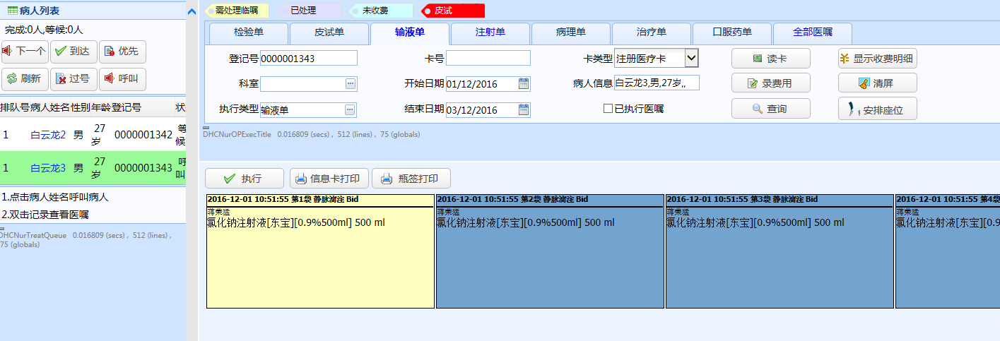 病人列表
完成:0人,等候:0人
下一个 到达 优先
刷新 过号 呼叫
排队号 病人姓名 性别 年龄 登记号 状
1 白云龙2 男 27岁 0000001342 等候
1 白云龙3 男 27岁 0000001343 呼叫
1.点击病人姓名呼叫病人
2.双击记录查看医嘱
DHCNurTreatQueue 0.016809 (secs) , 512 (lines) ,
75 (globals)
需处理临嘱 已处理 未收费 皮试
检验单 皮试单 输液单 注射单 病理单 治疗单 口服药单 全部医嘱
登记号 0000001343 卡号 卡类型 注册医疗卡 读卡 显示收费明细
科室 开始日期 01/12/2016 病人信息 白云龙3,男,27岁,, 录费用 清屏
执行类型 输液单 结束日期 03/12/2016 已执行医嘱 查询 安排座位
DHCNurOPExecTitle 0.016809 (secs) , 512 (lines) , 75 (globals)
执行 信息卡打印 瓶签打印
2016-12-01 10:51:55 第1袋 静脉滴注 Bid
蒋荣猛
氯化钠注射液[东宝][0.9%500ml] 500 ml
2016-12-01 10:51:55 第2袋 静脉滴注 Bid
蒋荣猛
氯化钠注射液[东宝][0.9%500ml] 500 ml
2016-12-01 10:51:55 第3袋 静脉滴注 Bid
蒋荣猛
氯化钠注射液[东宝][0.9%500ml] 500 ml
2016-12-01 10:51:55 第4袋
蒋荣猛
氯化钠注射液[东宝][0.9